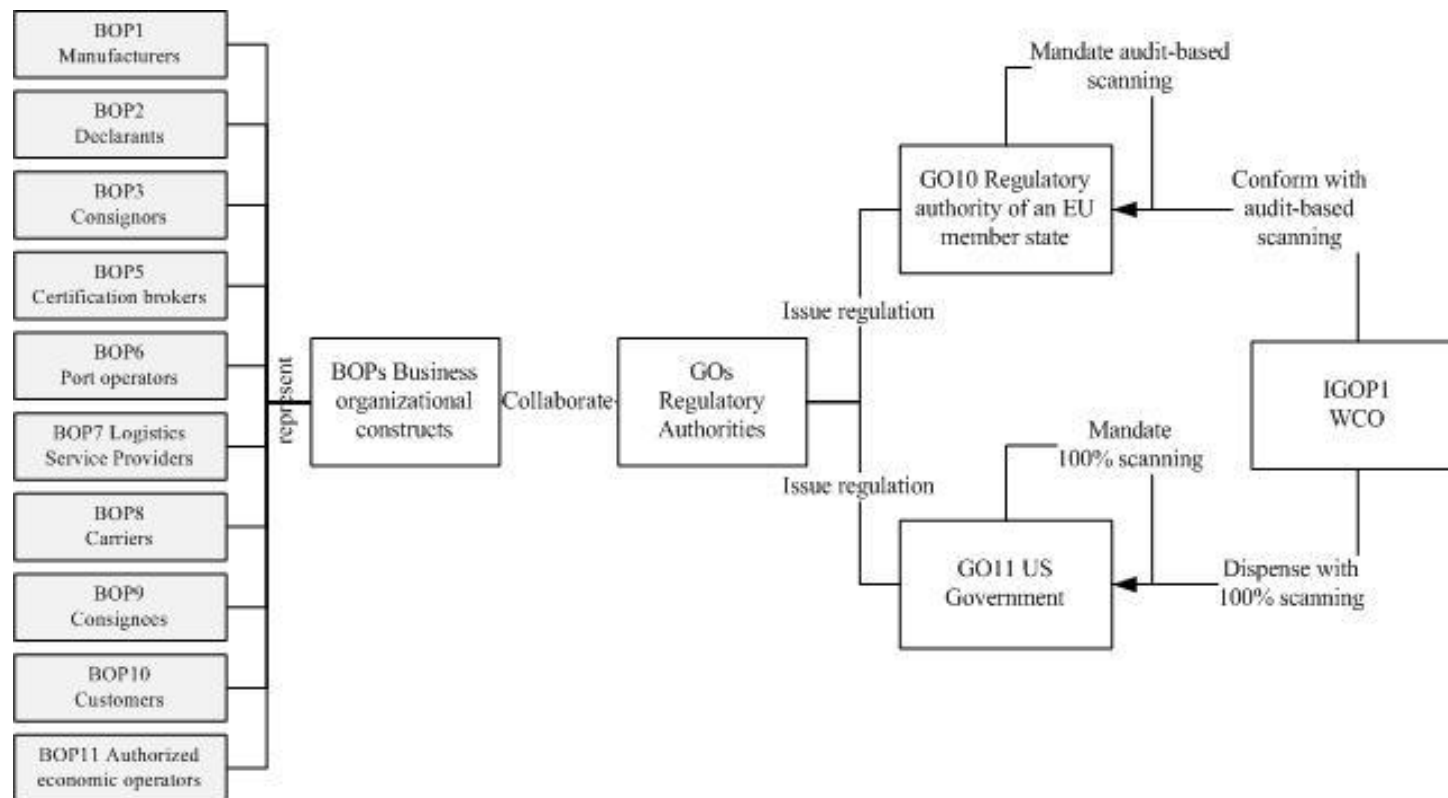 BOP1
Manufacturers
BOP2
Declarants
BOP3
Consignors
BOP5
Certification brokers
BOP6
Port operators
BOP7 Logistics
Service Providers
BOP8
Carriers
BOP9
Consignees
BOP10
Customers
BOP11 Authorized
economic operators
represent
BOPs Business
organizational
constructs
Collaborate
GOs
Regulatory
Authorities
Issue regulation
Issue regulation
Mandate audit-based
scanning
GO10 Regulatory
authority of an EU
member state
Conform with
audit-based
scanning
Mandate
100% scanning
GO11 US
Government
Dispense with
100% scanning
IGOP1
WCO